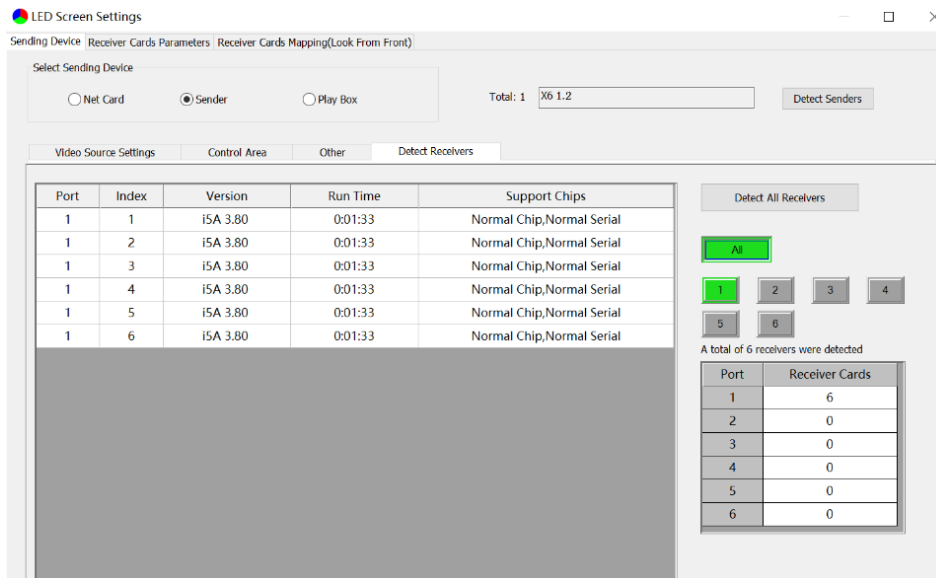 LED Screen Settings
Sending Device Receiver Cards Parameters Receiver Cards Mapping(Look From Front)
Select Sending Device
Net Card Sender Play Box
Total: 1 X6 1.2 Detect Senders
Video Source Settings Control Area Other Detect Receivers
Port Index Version Run Time Support Chips
1 1 i5A 3.80 0:01:33 Normal Chip,Normal Serial
1 2 i5A 3.80 0:01:33 Normal Chip,Normal Serial
1 3 i5A 3.80 0:01:33 Normal Chip,Normal Serial
1 4 i5A 3.80 0:01:33 Normal Chip,Normal Serial
1 5 i5A 3.80 0:01:33 Normal Chip,Normal Serial
1 6 i5A 3.80 0:01:33 Normal Chip,Normal Serial
Detect All Receivers
All
1 2 3 4
5 6
A total of 6 receivers were detected
Port Receiver Cards
1 6
2 0
3 0
4 0
5 0
6 0